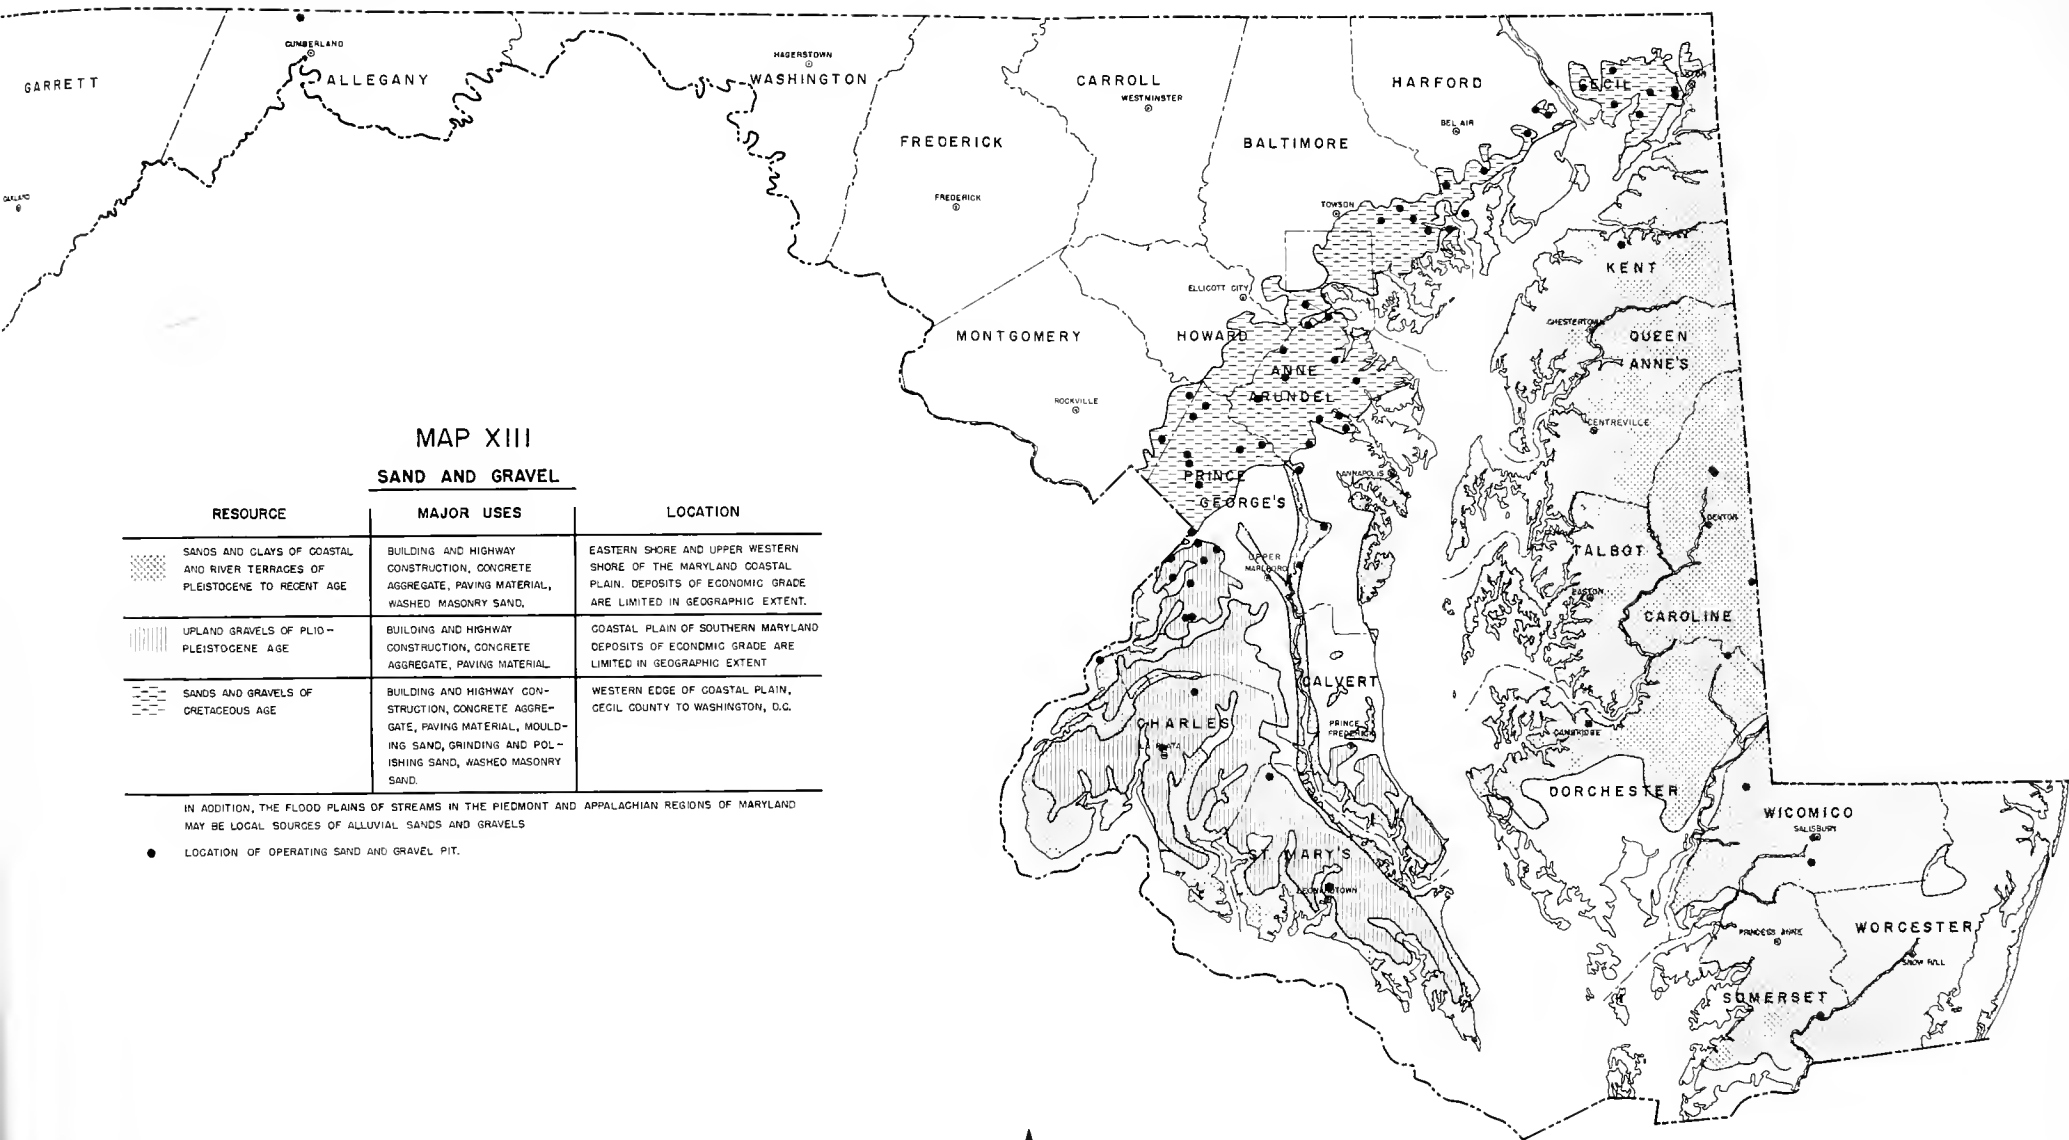 GARRETT
CUMBERLAND
ALLEGANY
HAGERSTOWN
WASHINGTON
CARROLL
WESTMINSTER
HARFORD
BEL AIR
CECIL
FREDERICK
FREDERICK
BALTIMORE
TOWSON
KENT
ELLICOTT CITY
CHESTERTOWN
MONTGOMERY
HOWARD
QUEEN
ANNE'S
ROCKVILLE
ANNE
ARUNDEL
CENTREVILLE
ANNAPOLIS
PRINCE
GEORGE'S
DENTON
UPPER
MARLBORO
TALBOT
EASTON
CAROLINE
CALVERT
CHARLES
LA PLATA
PRINCE
FREDERICK
CAMBRIDGE
DORCHESTER
WICOMICO
SALISBURY
ST. MARY'S
LEONARDTOWN
PRINCESS ANNE
WORCESTER
SNOW HILL
SOMERSET
MAP XIII
SAND AND GRAVEL
RESOURCE
MAJOR USES
LOCATION
SANDS AND CLAYS OF COASTAL
AND RIVER TERRACES OF
PLEISTOCENE TO RECENT AGE
BUILDING AND HIGHWAY
CONSTRUCTION, CONCRETE
AGGREGATE, PAVING MATERIAL,
WASHED MASONRY SAND.
EASTERN SHORE AND UPPER WESTERN
SHORE OF THE MARYLAND COASTAL
PLAIN. DEPOSITS OF ECONOMIC GRADE
ARE LIMITED IN GEOGRAPHIC EXTENT.
UPLAND GRAVELS OF PLIO-
PLEISTOCENE AGE
BUILDING AND HIGHWAY
CONSTRUCTION, CONCRETE
AGGREGATE, PAVING MATERIAL
COASTAL PLAIN OF SOUTHERN MARYLAND
DEPOSITS OF ECONOMIC GRADE ARE
LIMITED IN GEOGRAPHIC EXTENT
SANDS AND GRAVELS OF
CRETACEOUS AGE
BUILDING AND HIGHWAY CON-
STRUCTION, CONCRETE AGGRE-
GATE, PAVING MATERIAL, MOULD-
ING SAND, GRINDING AND POL-
ISHING SAND, WASHED MASONRY
SAND.
WESTERN EDGE OF COASTAL PLAIN,
CECIL COUNTY TO WASHINGTON, D.C.
IN ADDITION, THE FLOOD PLAINS OF STREAMS IN THE PIEDMONT AND APPALACHIAN REGIONS OF MARYLAND
MAY BE LOCAL SOURCES OF ALLUVIAL SANDS AND GRAVELS
LOCATION OF OPERATING SAND AND GRAVEL PIT.